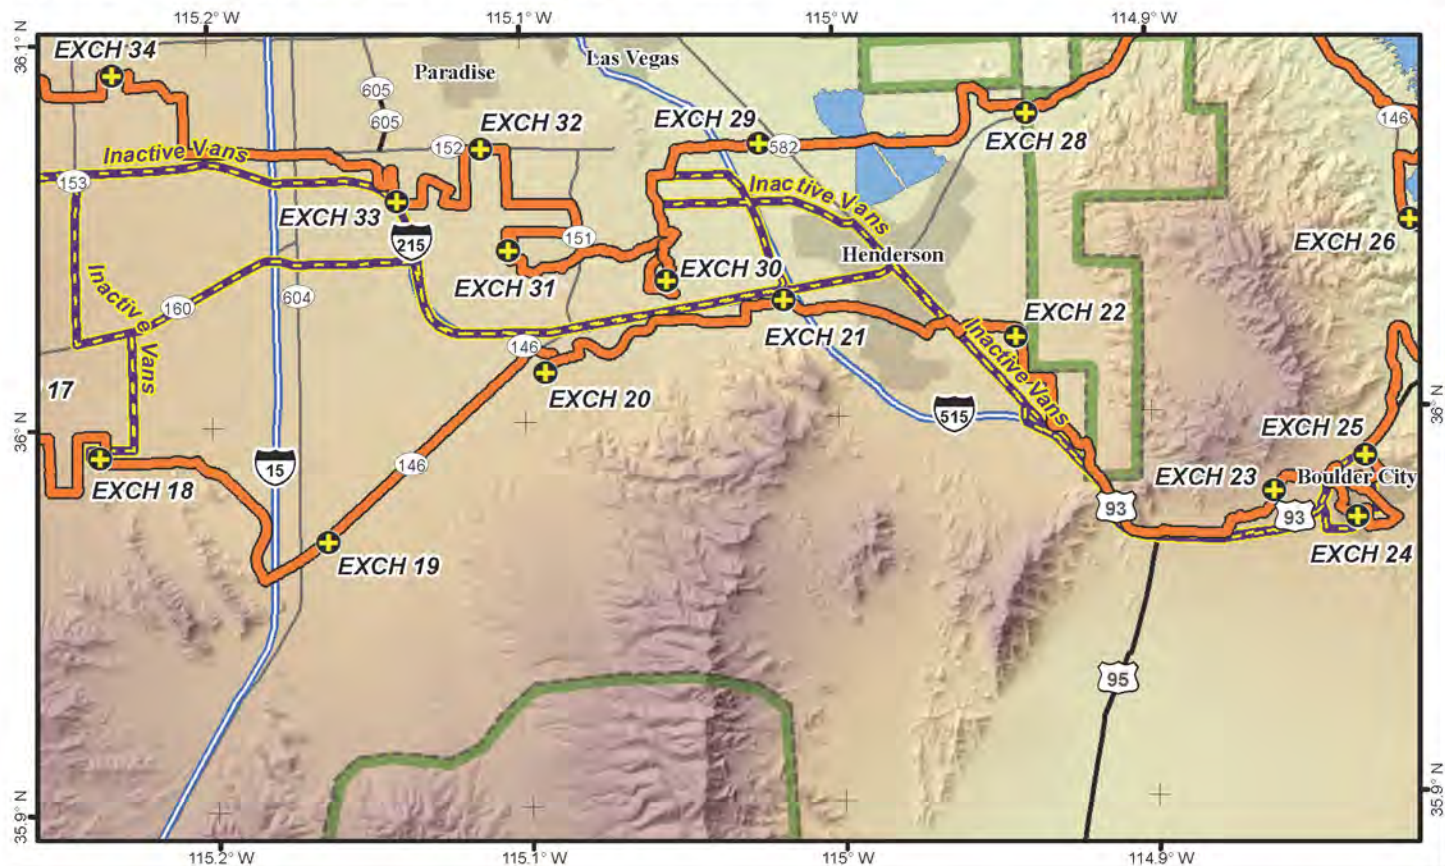 115.2° W
115.1° W
115° W
114.9° W
36.1° N
EXCH 34
Paradise
Las Vegas
605
605
EXCH 32
EXCH 29
582
EXCH 28
146
Inactive Vans
152
153
Inactive Vans
EXCH 33
215
151
EXCH 26
Henderson
EXCH 31
EXCH 30
Inactive Vans
160
604
EXCH 21
EXCH 22
146
Inactive Vans
17
EXCH 20
36° N
36° N
515
EXCH 25
15
146
EXCH 18
EXCH 23
Boulder City
93
93
EXCH 19
EXCH 24
95
35.9° N
35.9° N
115.2° W
115.1° W
115° W
114.9° W